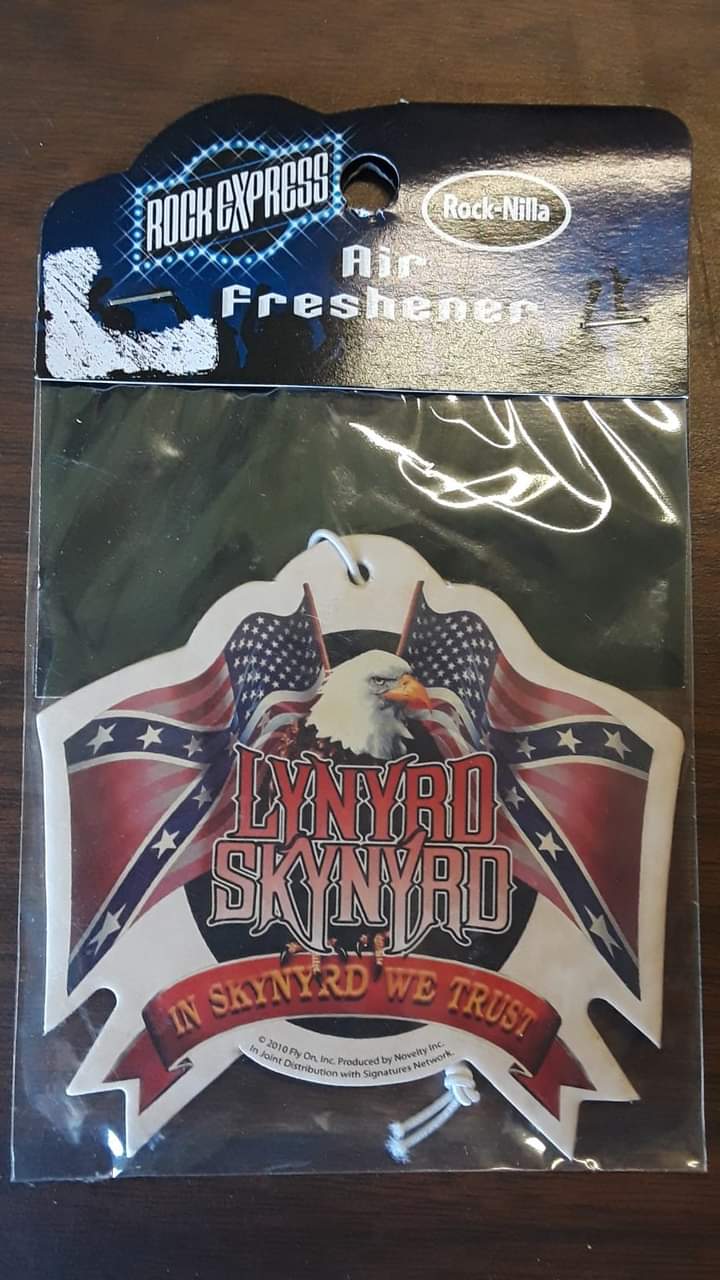 ROCK EXPRESS
Rock-Nilla
Air
Freshener
LYNYRD
SKYNYRD
IN SKYNYRD WE TRUST
© 2010 Fly On, Inc. Produced by Novelty Inc.
In Joint Distribution with Signatures Network.